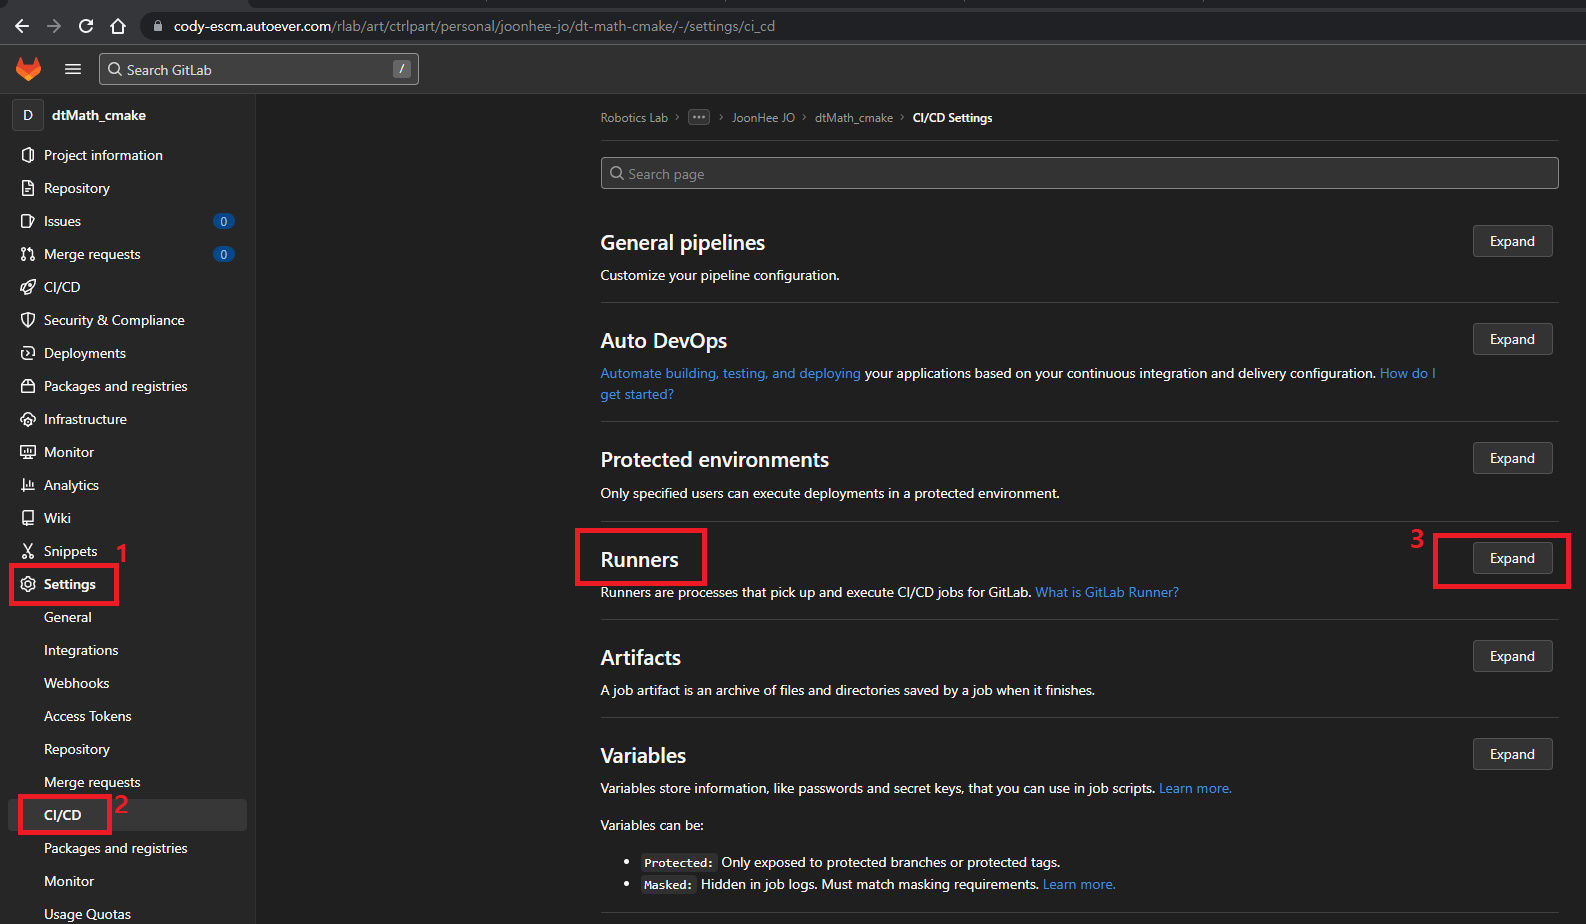 cody-escm.autoever.com/rlab/art/ctrlpart/personal/joonhee-jo/dt-math-cmake/-/settings/ci_cd
Search GitLab /
D dtMath_cmake
Project information
Repository
Issues 0
Merge requests 0
CI/CD
Security & Compliance
Deployments
Packages and registries
Infrastructure
Monitor
Analytics
Wiki
Snippets
1
Settings
General
Integrations
Webhooks
Access Tokens
Repository
Merge requests
2
CI/CD
Packages and registries
Monitor
Usage Quotas
Robotics Lab › ••• › JoonHee JO › dtMath_cmake › CI/CD Settings
Search page
General pipelines
Expand
Customize your pipeline configuration.
Auto DevOps
Expand
Automate building, testing, and deploying your applications based on your continuous integration and delivery configuration. How do I
get started?
Protected environments
Expand
Only specified users can execute deployments in a protected environment.
Runners
3
Expand
Runners are processes that pick up and execute CI/CD jobs for GitLab. What is GitLab Runner?
Artifacts
Expand
A job artifact is an archive of files and directories saved by a job when it finishes.
Variables
Expand
Variables store information, like passwords and secret keys, that you can use in job scripts. Learn more.
Variables can be:
• Protected: Only exposed to protected branches or protected tags.
• Masked: Hidden in job logs. Must match masking requirements. Learn more.